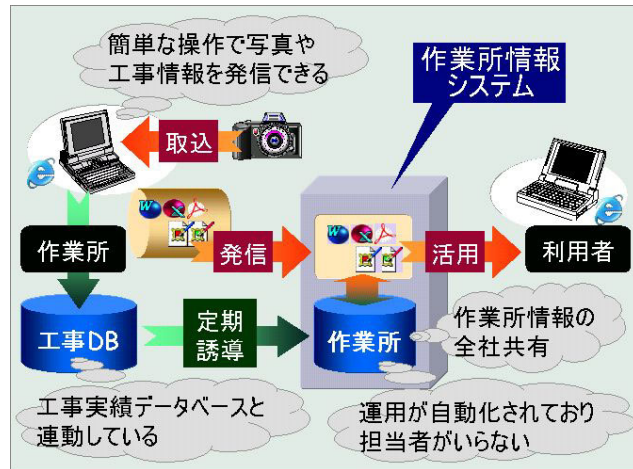 簡単な操作で写真や
工事情報を発信できる
作業所情報
システム
取込
作業所
発信
活用
利用者
工事DB
定期
誘導
作業所
作業所情報の
全社共有
工事実績データベースと
連動している
運用が自動化されており
担当者がいらない